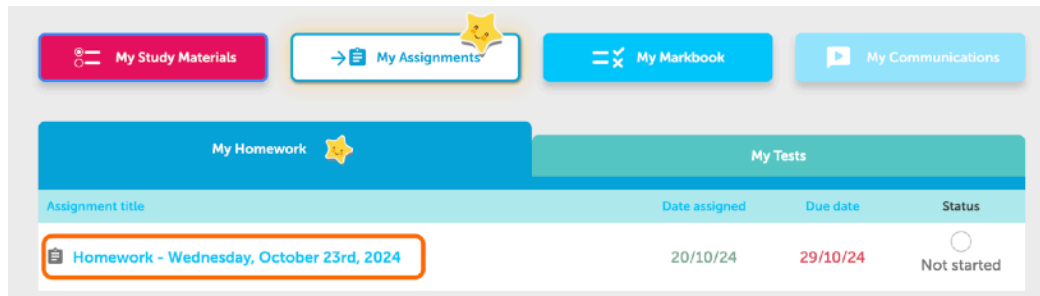 My Study Materials
My Assignments
My Markbook
My Communications
My Homework
My Tests
Assignment title Date assigned Due date Status
Homework - Wednesday, October 23rd, 2024 20/10/24 29/10/24 Not started